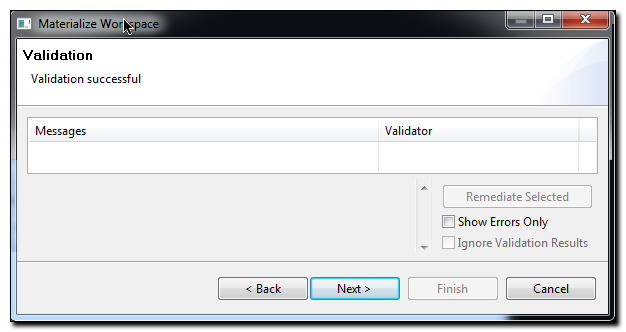 Materialize Workspace
Validation
Validation successful
Messages Validator
Remediate Selected
Show Errors Only
Ignore Validation Results
< Back Next > Finish Cancel